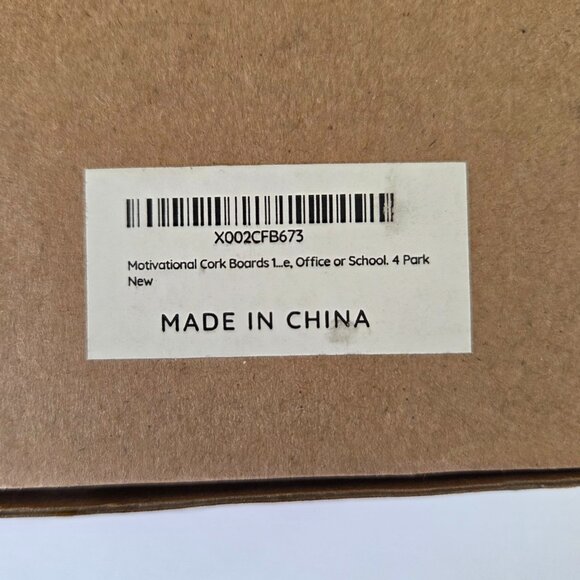 X002CFB673
Motivational Cork Boards 1...e, Office or School. 4 Park
New
MADE IN CHINA